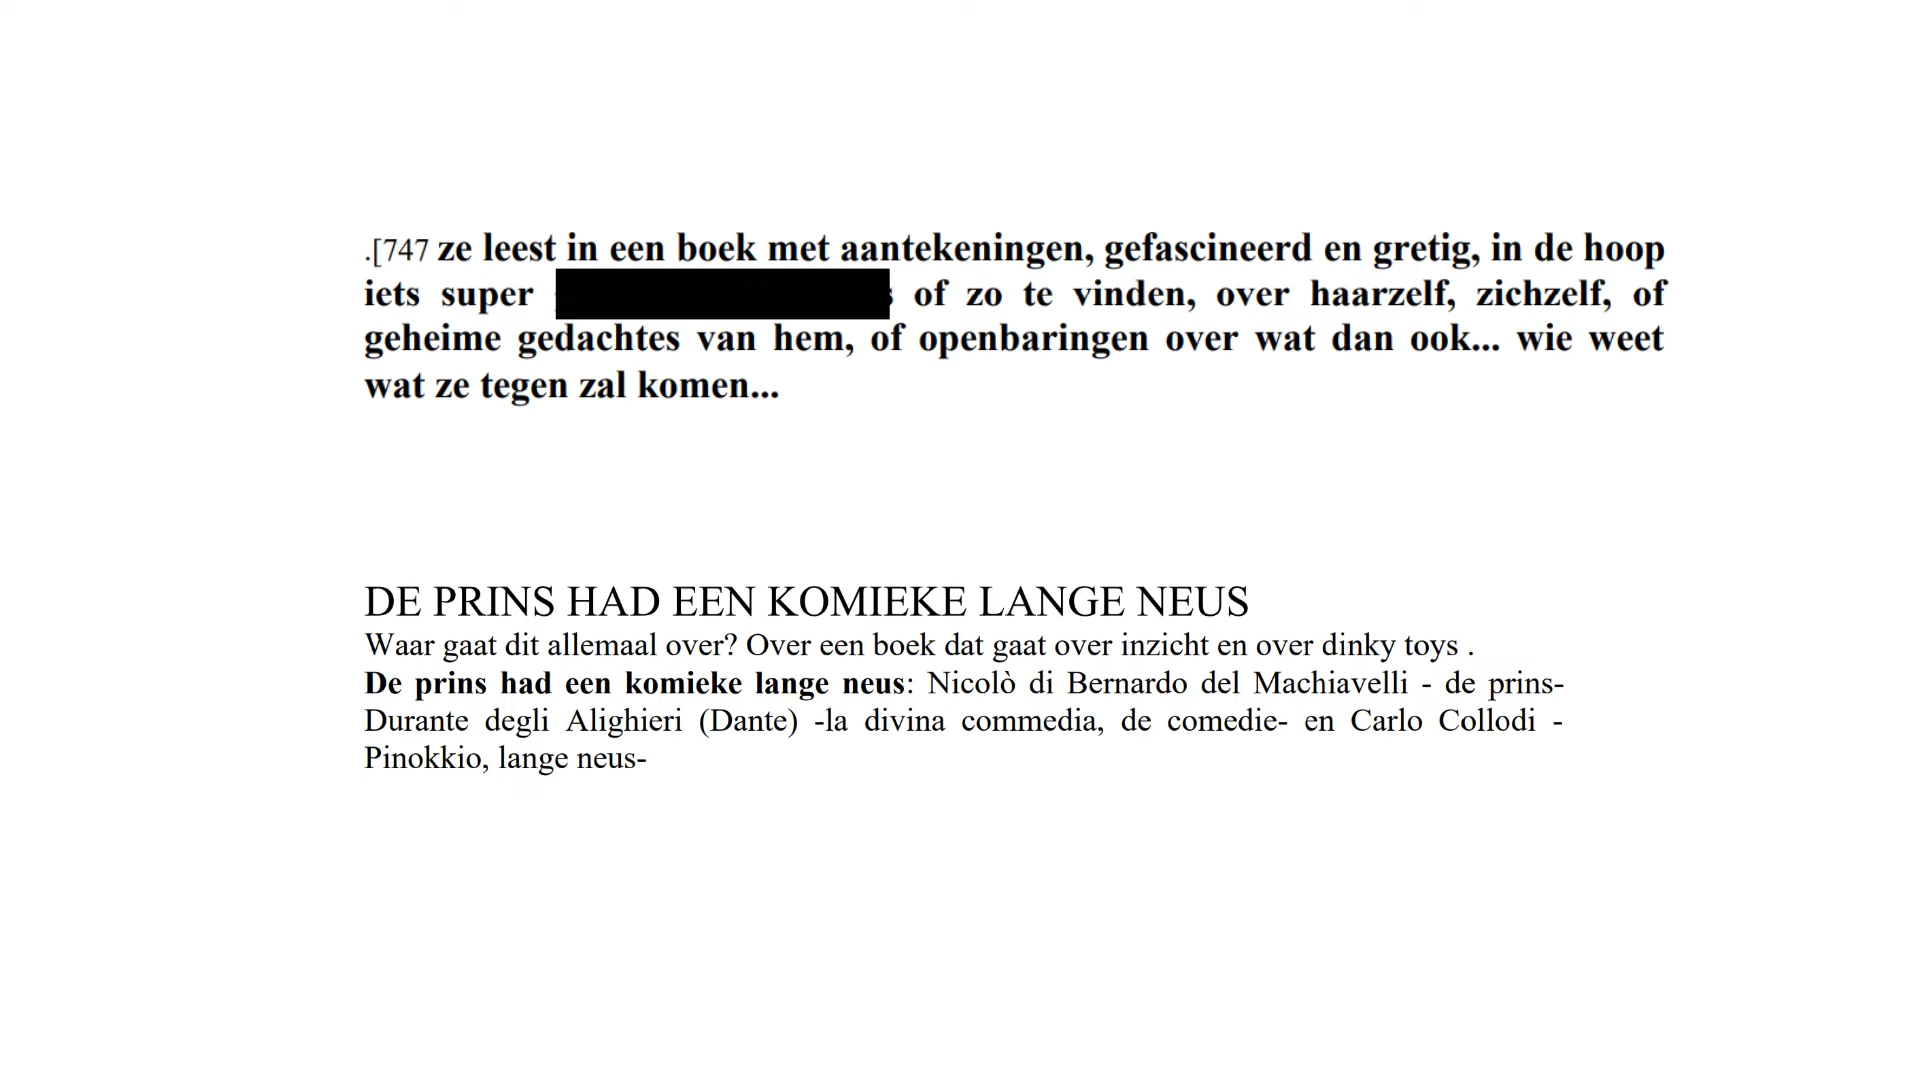 .[747 ze leest in een boek met aantekeningen, gefascineerd en gretig, in de hoop
iets super of zo te vinden, over haarzelf, zichzelf, of
geheime gedachtes van hem, of openbaringen over wat dan ook... wie weet
wat ze tegen zal komen...
DE PRINS HAD EEN KOMIEKE LANGE NEUS
Waar gaat dit allemaal over? Over een boek dat gaat over inzicht en over dinky toys .
De prins had een komieke lange neus: Nicolò di Bernardo del Machiavelli - de prins-
Durante degli Alighieri (Dante) -la divina commedia, de comedie- en Carlo Collodi -
Pinokkio, lange neus-